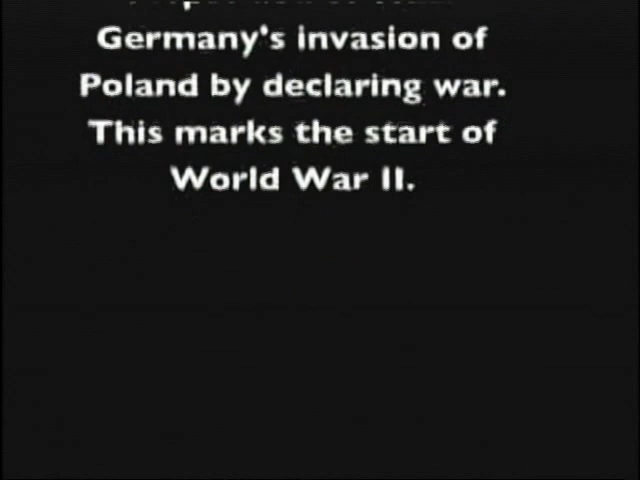 Germany's invasion of
Poland by declaring war.
This marks the start of
World War II.